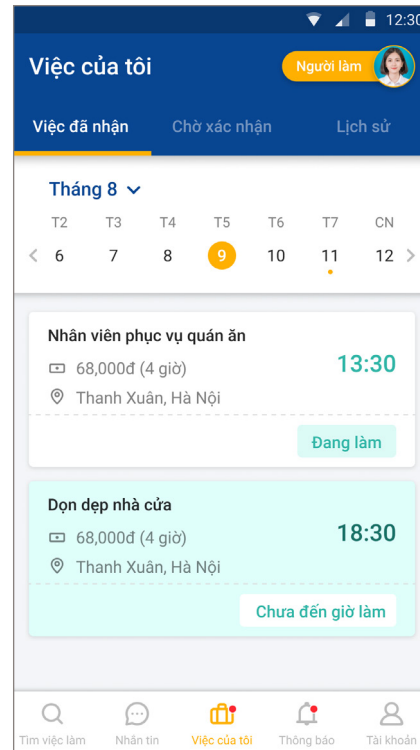 12:30
Việc của tôi
Người làm
Việc đã nhận Chờ xác nhận Lịch sử
Tháng 8
T2 T3 T4 T5 T6 T7 CN
6 7 8 9 10 11 12
Nhân viên phục vụ quán ăn
68,000đ (4 giờ)
13:30
Thanh Xuân, Hà Nội
Đang làm
Dọn dẹp nhà cửa
68,000đ (4 giờ)
18:30
Thanh Xuân, Hà Nội
Chưa đến giờ làm
Tìm việc làm Nhắn tin Việc của tôi Thông báo Tài khoản